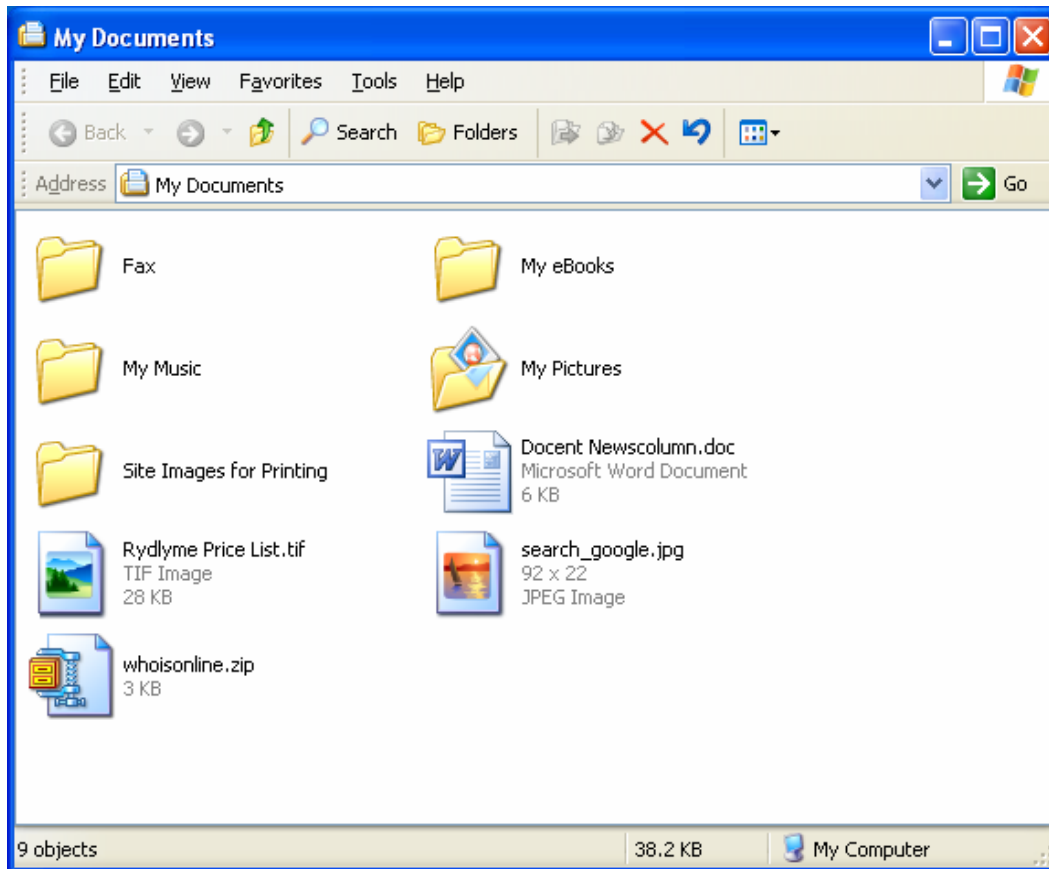 My Documents
File Edit View Favorites Tools Help
Back Search Folders
Address My Documents Go
Fax
My eBooks
My Music
My Pictures
Site Images for Printing
Docent Newscolumn.doc
Microsoft Word Document
6 KB
Rydlyme Price List.tif
TIF Image
28 KB
search_google.jpg
92 x 22
JPEG Image
whoisonline.zip
3 KB
9 objects 38.2 KB My Computer